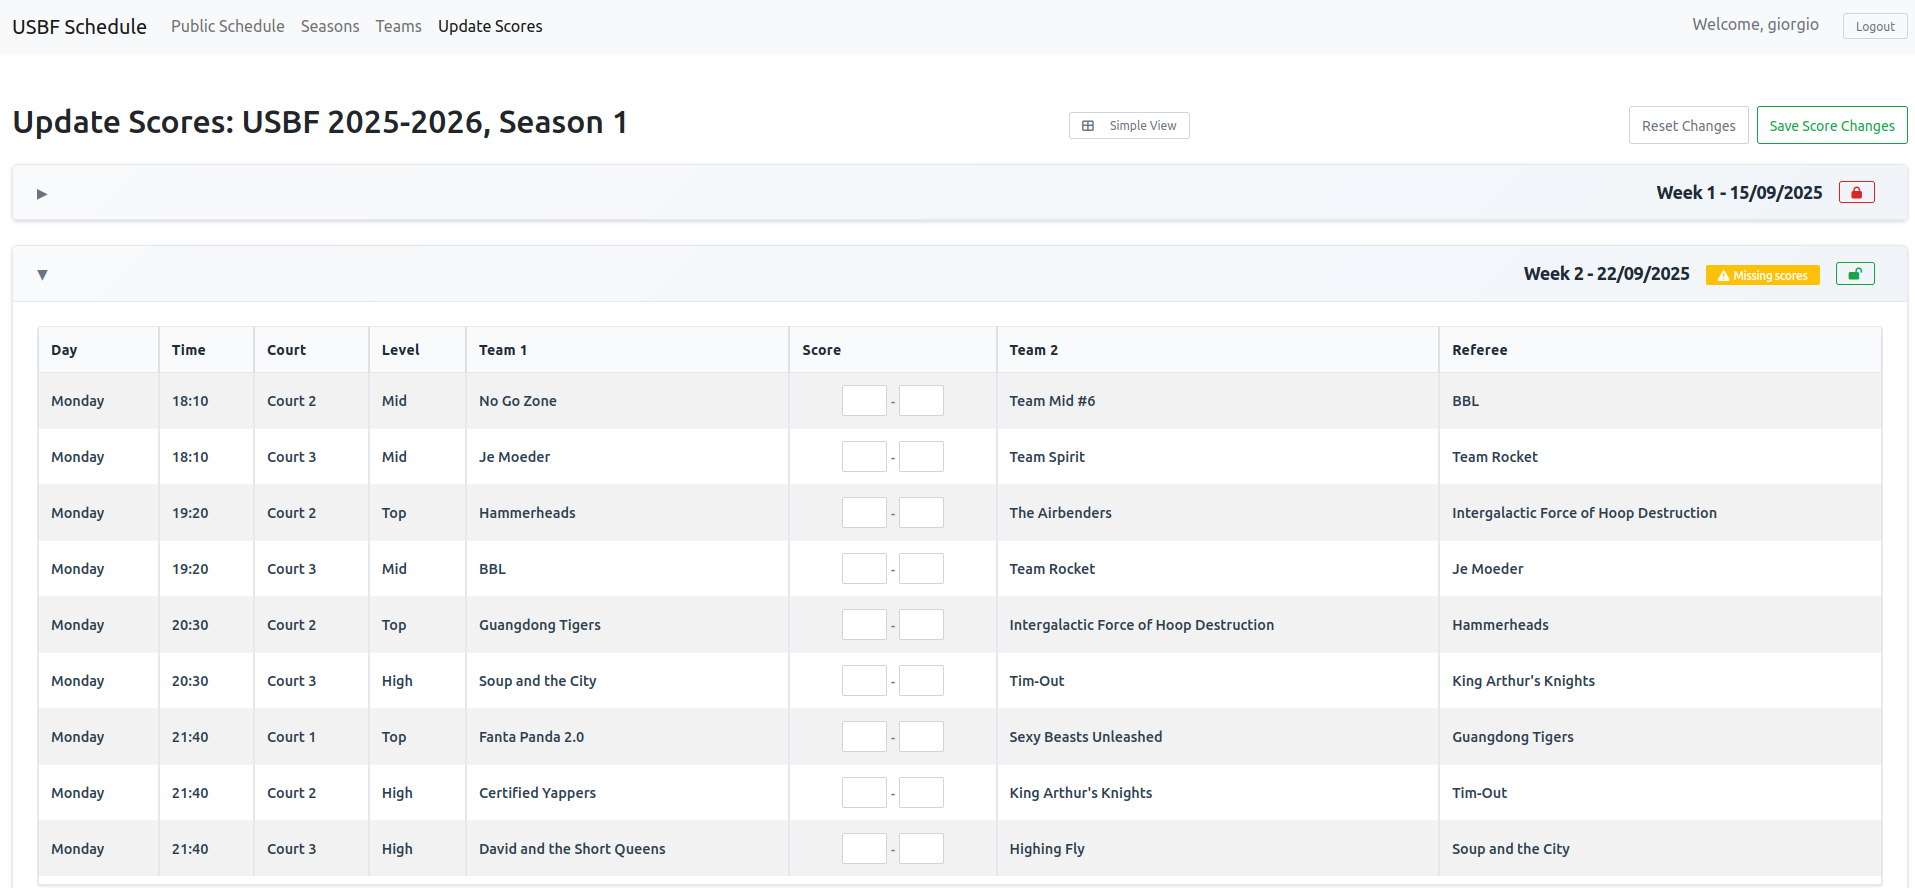 USBF Schedule Public Schedule Seasons Teams Update Scores Welcome, giorgio Logout
Update Scores: USBF 2025-2026, Season 1 Simple View Reset Changes Save Score Changes
Week 1 - 15/09/2025
Week 2 - 22/09/2025 Missing scores
Day Time Court Level Team 1 Score Team 2 Referee
Monday 18:10 Court 2 Mid No Go Zone - Team Mid #6 BBL
Monday 18:10 Court 3 Mid Je Moeder - Team Spirit Team Rocket
Monday 19:20 Court 2 Top Hammerheads - The Airbenders Intergalactic Force of Hoop Destruction
Monday 19:20 Court 3 Mid BBL - Team Rocket Je Moeder
Monday 20:30 Court 2 Top Guangdong Tigers - Intergalactic Force of Hoop Destruction Hammerheads
Monday 20:30 Court 3 High Soup and the City - Tim-Out King Arthur's Knights
Monday 21:40 Court 1 Top Fanta Panda 2.0 - Sexy Beasts Unleashed Guangdong Tigers
Monday 21:40 Court 2 High Certified Yappers - King Arthur's Knights Tim-Out
Monday 21:40 Court 3 High David and the Short Queens - Highing Fly Soup and the City